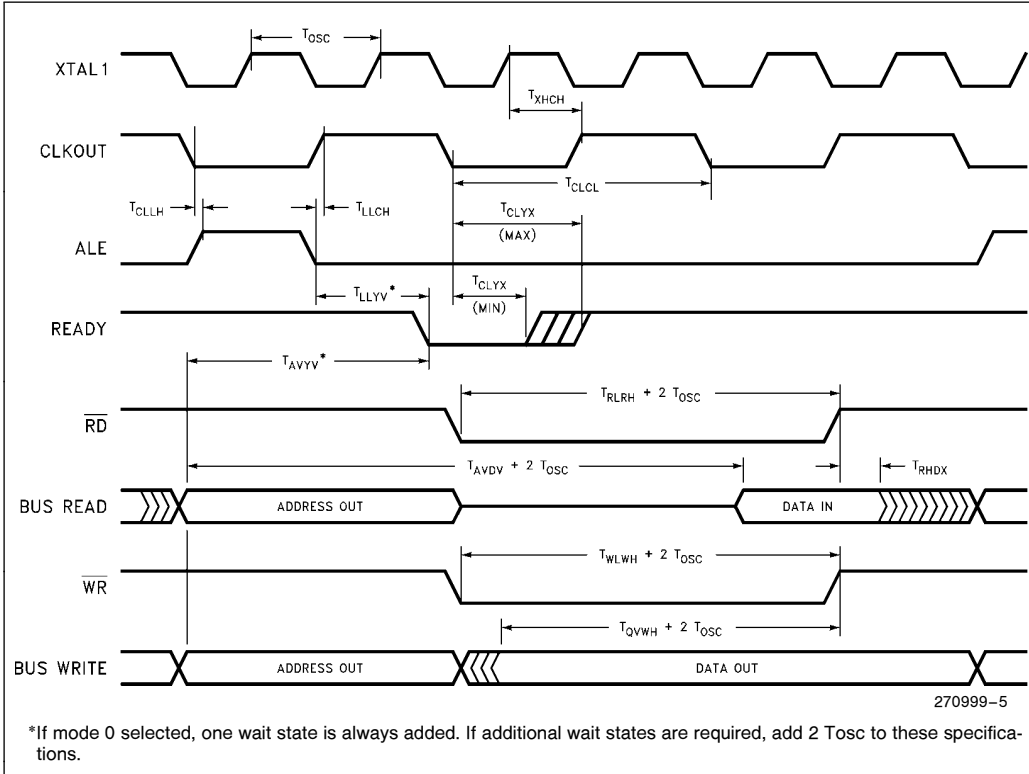 T_OSC
XTAL1
T_XHCH
CLKOUT
T_CLCL
T_CLLH
T_LLCH
T_CLYX
(MAX)
ALE
T_LLYV*
T_CLYX
(MIN)
READY
T_AVYV*
T_RLRH + 2 T_OSC
RD
T_AVDV + 2 T_OSC
T_RHDX
BUS READ
ADDRESS OUT
DATA IN
T_WLWH + 2 T_OSC
WR
T_QVWH + 2 T_OSC
BUS WRITE
ADDRESS OUT
DATA OUT
270999–5
*If mode 0 selected, one wait state is always added. If additional wait states are required, add 2 Tosc to these specifica-
tions.